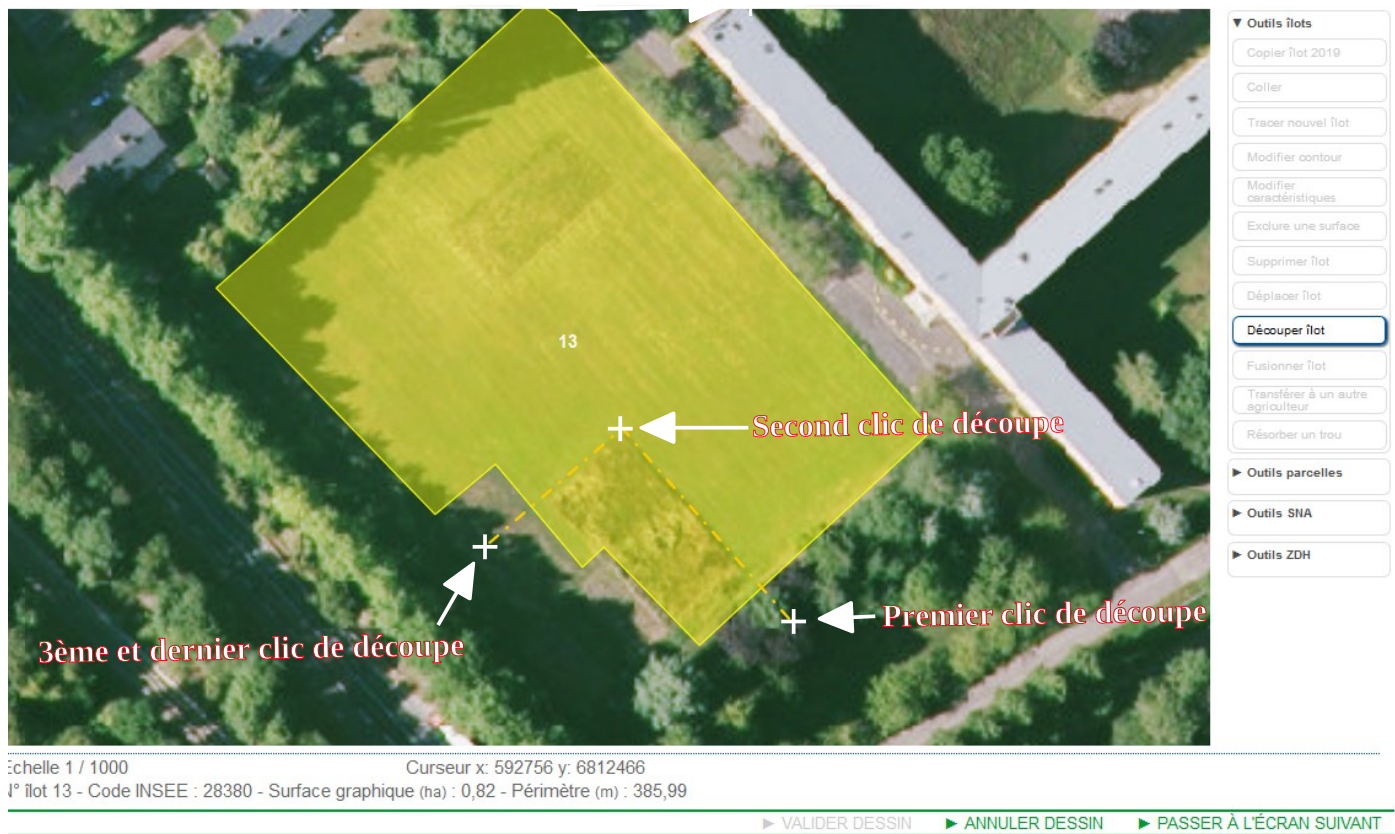 ▼ Outils îlots
Copier îlot 2019
Coller
Tracer nouvel îlot
Modifier contour
Modifier
caractéristiques
Exclure une surface
Supprimer îlot
Déplacer îlot
Découper îlot
Fusionner îlot
Transférer à un autre
agriculteur
Résorber un trou
► Outils parcelles
► Outils SNA
► Outils ZDH
13
Second clic de découpe
Premier clic de découpe
3ème et dernier clic de découpe
Echelle 1 / 1000 Curseur x: 592756 y: 6812466
N° îlot 13 - Code INSEE : 28380 - Surface graphique (ha) : 0,82 - Périmètre (m) : 385,99
► VALIDER DESSIN ► ANNULER DESSIN ► PASSER À L'ÉCRAN SUIVANT